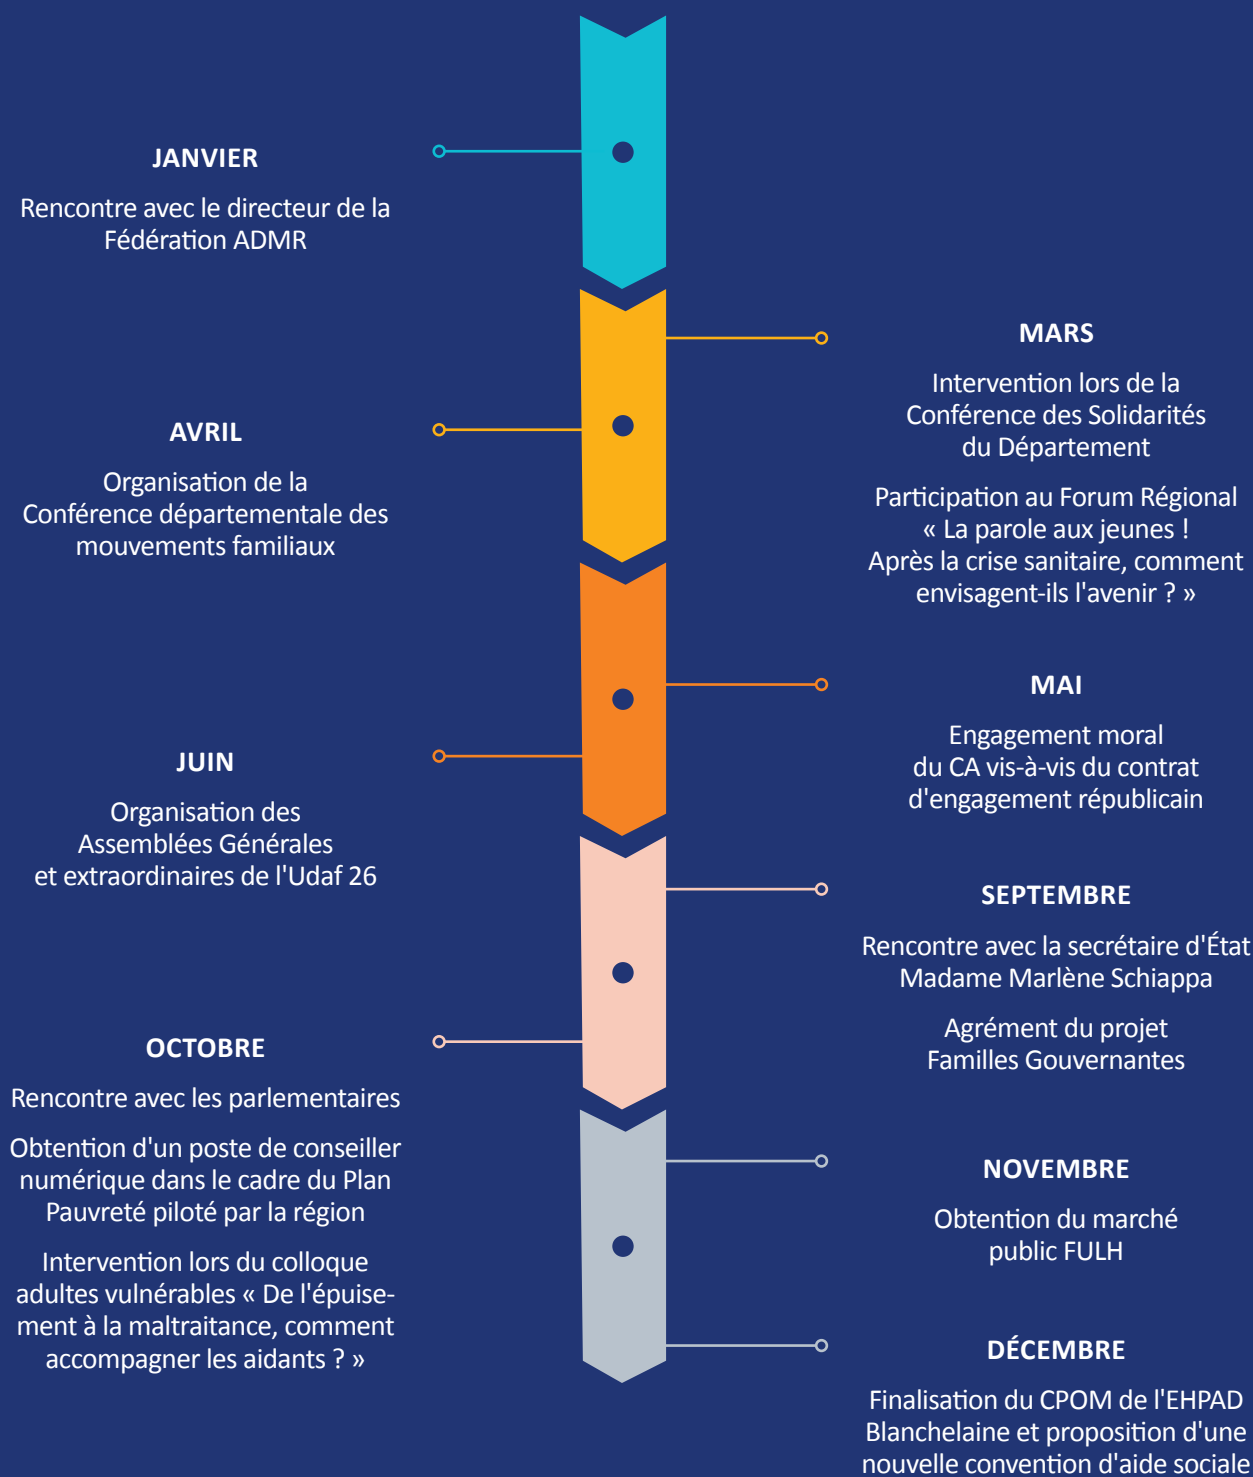 JANVIER
Rencontre avec le directeur de la
Fédération ADMR
MARS
Intervention lors de la
Conférence des Solidarités
du Département
Participation au Forum Régional
« La parole aux jeunes !
Après la crise sanitaire, comment
envisagent-ils l'avenir ? »
AVRIL
Organisation de la
Conférence départementale des
mouvements familiaux
MAI
Engagement moral
du CA vis-à-vis du contrat
d'engagement républicain
JUIN
Organisation des
Assemblées Générales
et extraordinaires de l'Udaf 26
SEPTEMBRE
Rencontre avec la secrétaire d'État
Madame Marlène Schiappa
Agrément du projet
Familles Gouvernantes
OCTOBRE
Rencontre avec les parlementaires
Obtention d'un poste de conseiller
numérique dans le cadre du Plan
Pauvreté piloté par la région
Intervention lors du colloque
adultes vulnérables « De l'épuise-
ment à la maltraitance, comment
accompagner les aidants ? »
NOVEMBRE
Obtention du marché
public FULH
DÉCEMBRE
Finalisation du CPOM de l'EHPAD
Blanchelaine et proposition d'une
nouvelle convention d'aide sociale